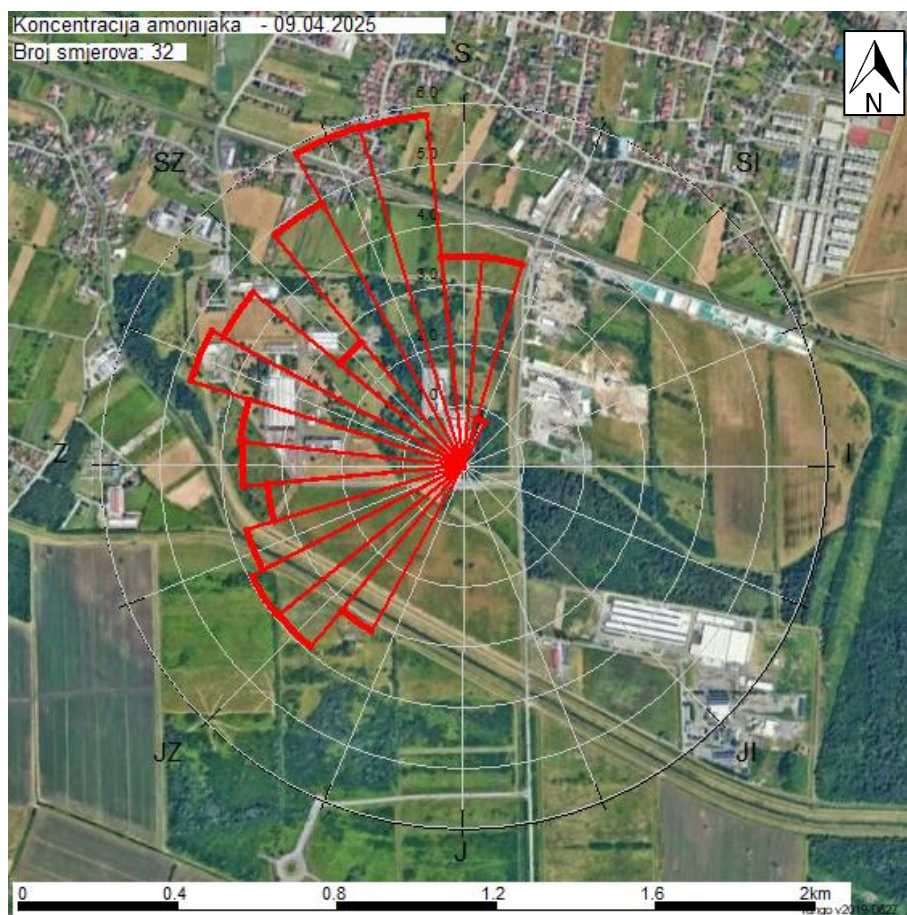 Koncentracija amonijaka - 09.04.2025
Broj smjerova: 32
S
N
6.0
SZ
SI
5.0
4.0
3.0
Z
I
JZ
JI
J
0 0.4 0.8 1.2 1.6 2km